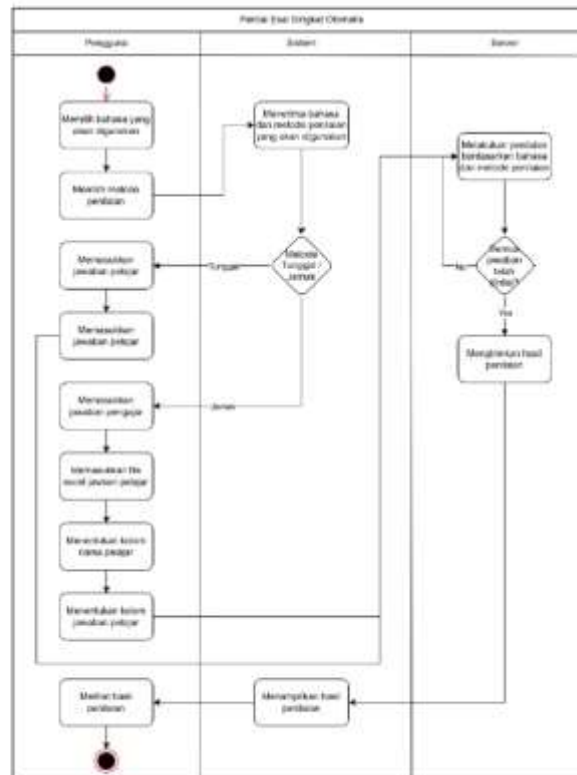 Penilai Esai Singkat Otomatis
Pengguna
Sistem
Server
Memilih bahasa yang
akan digunakan
Memilih metode
penilaian
Menerima bahasa
dan metode penilaian
yang akan digunakan
Melakukan penilaian
berdasarkan bahasa
dan metode penilaian
Metode
Tunggal /
Jamak
Tunggal
Memasukkan
jawaban pelajar
Memasukkan
jawaban pelajar
Semua
jawaban
telah
dinilai?
No
Yes
Mengirimkan hasil
penilaian
Jamak
Memasukkan
jawaban pengajar
Memasukkan file
excel jawaban pelajar
Menentukan kolom
nama pelajar
Menentukan kolom
jawaban pelajar
Melihat hasil
penilaian
Menampilkan hasil
penilaian